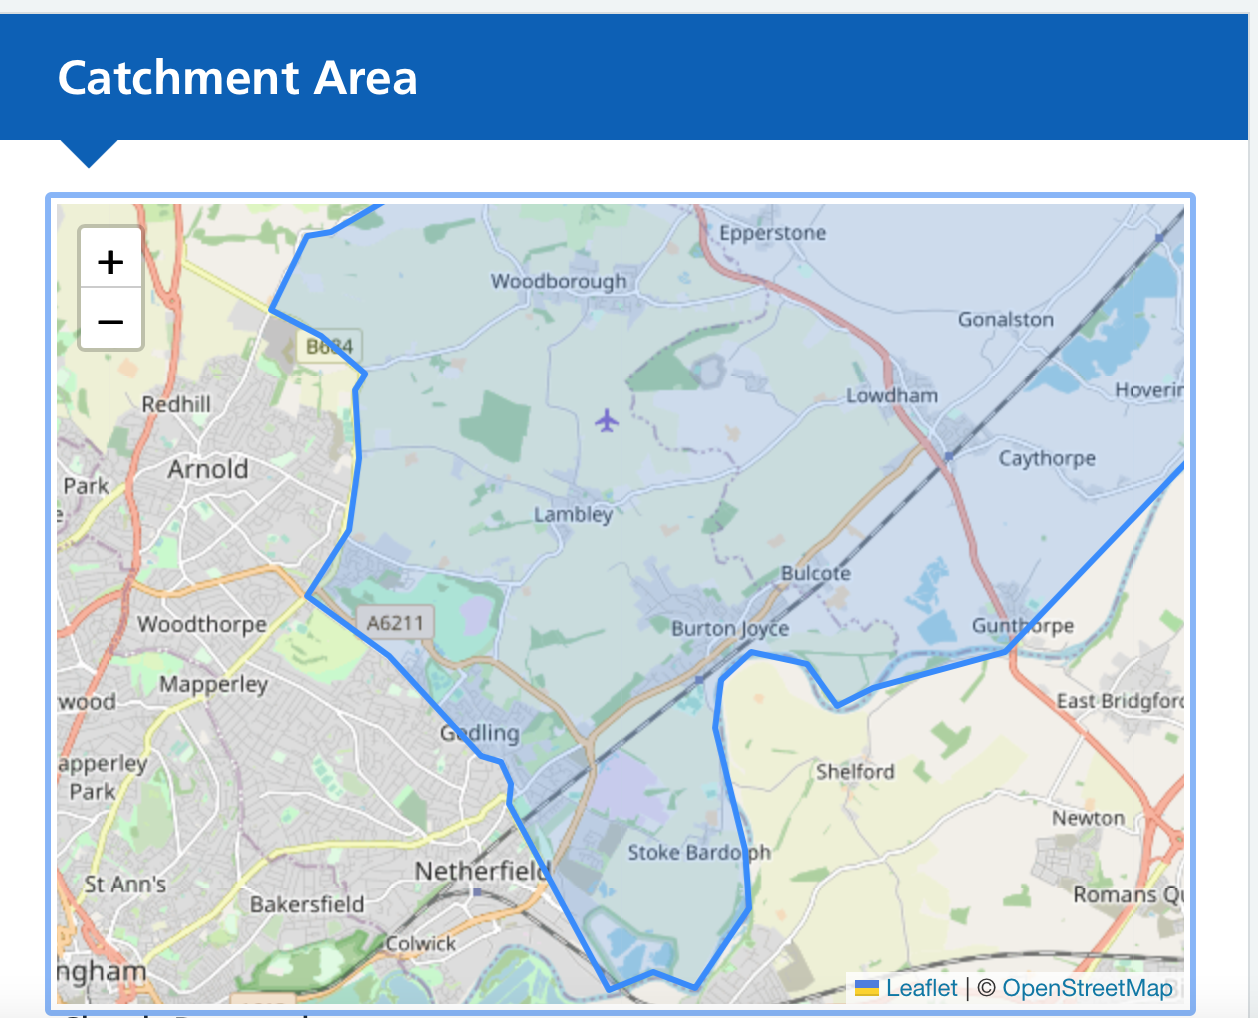 Catchment Area
+
−
Epperstone
Woodborough
Gonalston
B684
Hoverin
Redhill
Lowdham
Arnold
Caythorpe
Park
Lambley
Bulcote
A6211
Woodthorpe
Burton Joyce
Gunthorpe
Mapperley
wood
East Bridgford
Gedling
apperley
Park
Shelford
Newton
Stoke Bardolph
Netherfield
St Ann's
Romans Qu
Bakersfield
Colwick
ngham
Leaflet | © OpenStreetMap